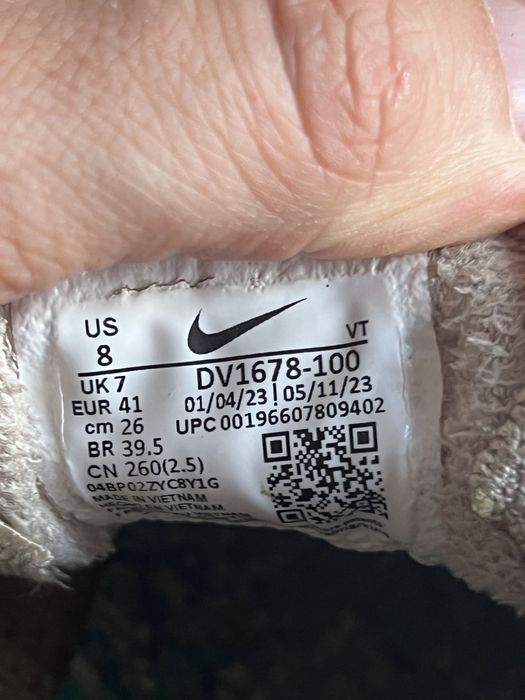 US
8
VT
UK 7
DV1678-100
EUR 41
01/04/23 | 05/11/23
cm 26
UPC 00196607809402
BR 39.5
CN 260(2.5)
04BP02ZYC8Y1G
MADE IN VIETNAM
VIETNAM